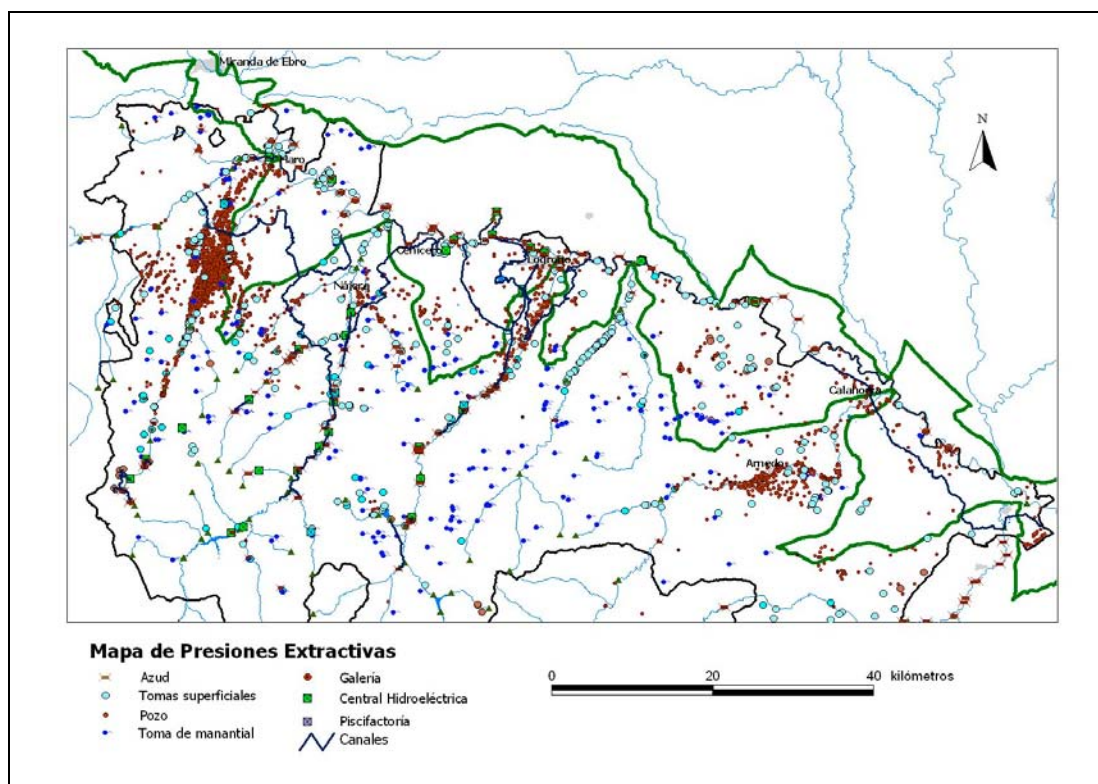 Miranda de Ebro
N
Haro
Cenicero
Logroño
Nájera
Calahorra
Arnedo
Mapa de Presiones Extractivas
Azud
Tomas superficiales
Pozo
Toma de manantial
Galería
Central Hidroeléctrica
Piscifactoría
Canales
0 20 40 kilómetros